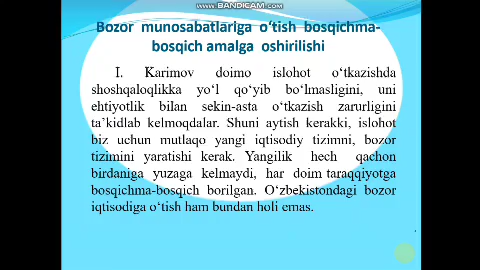 www.BANDICAM.com
Bozor munosabatlariga o‘tish bosqichma-
bosqich amalga oshirilishi
I. Karimov doimo islohot o‘tkazishda
shoshqaloqlikka yo‘l qo‘yib bo‘lmasligini, uni
ehtiyotlik bilan sekin-asta o‘tkazish zarurligini
ta’kidlab kelmoqdalar. Shuni aytish kerakki, islohot
biz uchun mutlaqo yangi iqtisodiy tizimni, bozor
tizimini yaratishi kerak. Yangilik hech qachon
birdaniga yuzaga kelmaydi, har doim taraqqiyotga
bosqichma-bosqich borilgan. O‘zbekistondagi bozor
iqtisodiga o‘tish ham bundan holi emas.